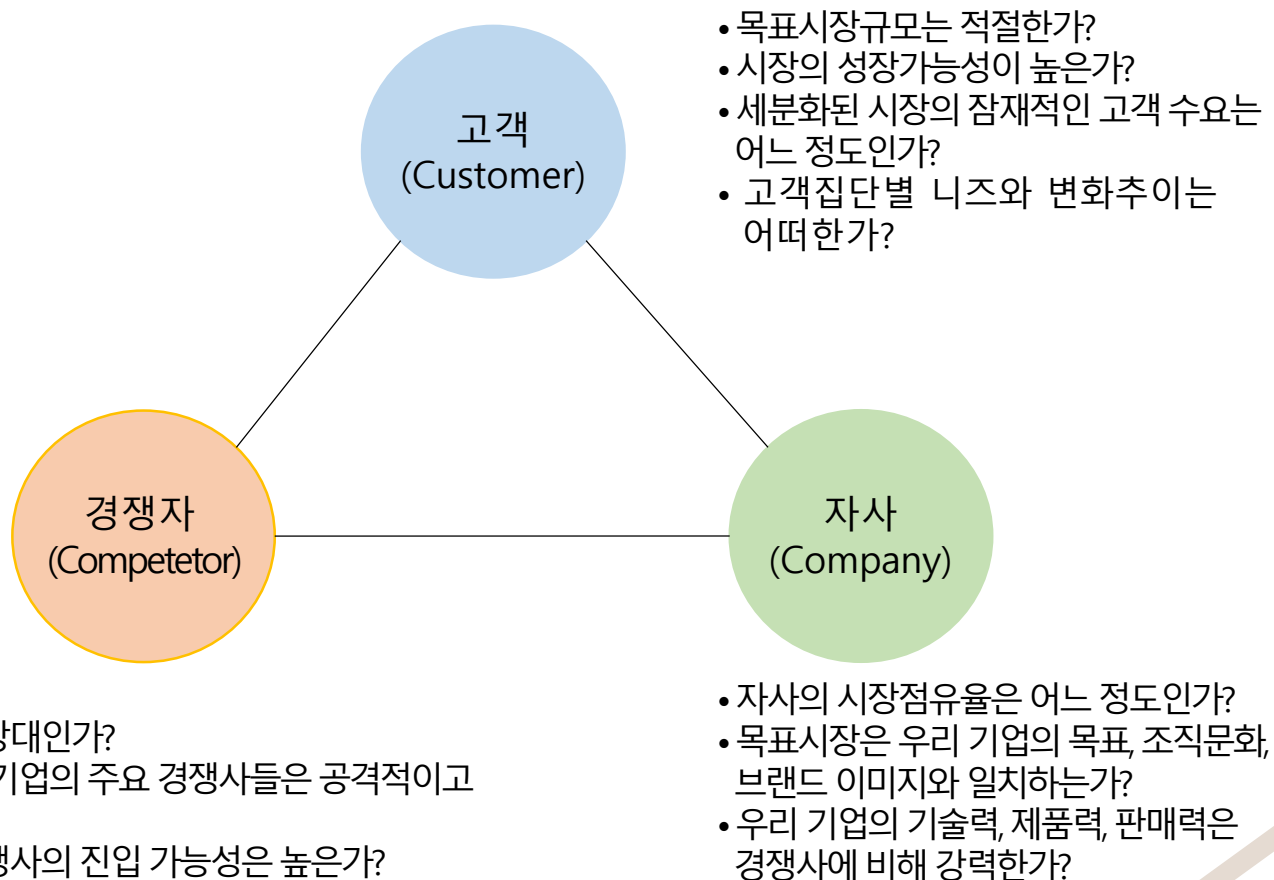 • 목표시장규모는 적절한가?
• 시장의 성장가능성이 높은가?
• 세분화된 시장의 잠재적인 고객 수요는
어느 정도인가?
• 고객집단별 니즈와 변화추이는
어떠한가?
고객
(Customer)
경쟁자
(Competetor)
자사
(Company)
상대인가?
기업의 주요 경쟁사들은 공격적이고
진입 가능성은 높은가?
• 자사의 시장점유율은 어느 정도인가?
• 목표시장은 우리 기업의 목표, 조직문화,
브랜드 이미지와 일치하는가?
• 우리 기업의 기술력, 제품력, 판매력은
경쟁사에 비해 강력한가?